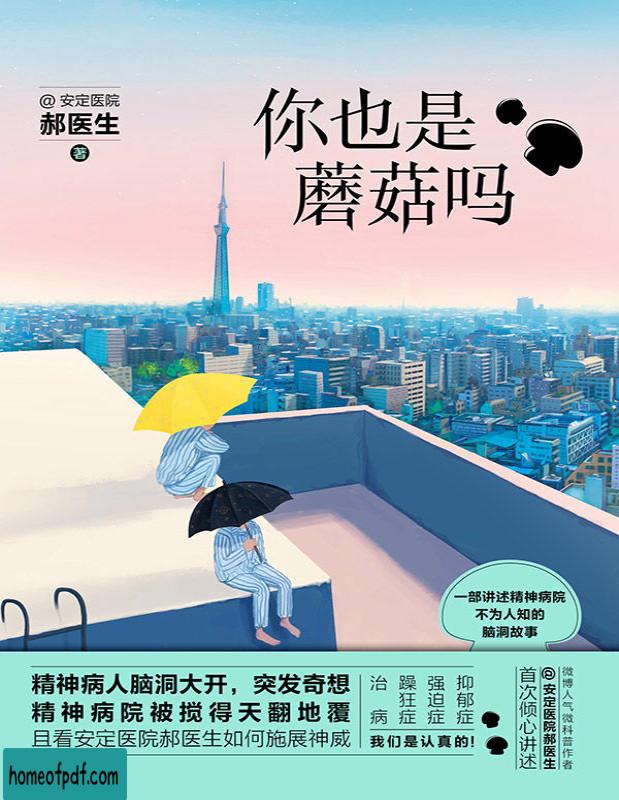 @安定医院
郝医生
著
你也是
蘑菇吗
一部讲述精神病院
不为人知的
脑洞故事
精神病人脑洞大开，突发奇想
精神病院被搅得天翻地覆
且看安定医院郝医生如何施展神威
抑郁症
强迫症
躁狂症
治病
我们是认真的!
微博人气微科普作者
@安定医院郝医生
首次倾心讲述
homeofpdf.com